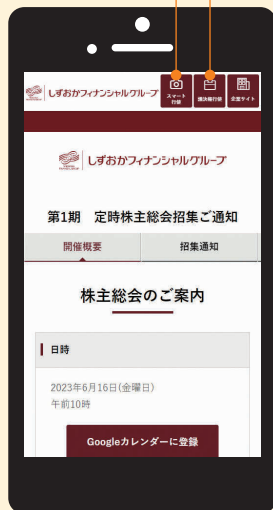 しずおかフィナンシャルグループ
スマート
行使
議決権行使
企業サイト
しずおかフィナンシャルグループ
第1期 定時株主総会招集ご通知
開催概要
招集通知
株主総会のご案内
日時
2023年6月16日(金曜日)
午前10時
Googleカレンダーに登録